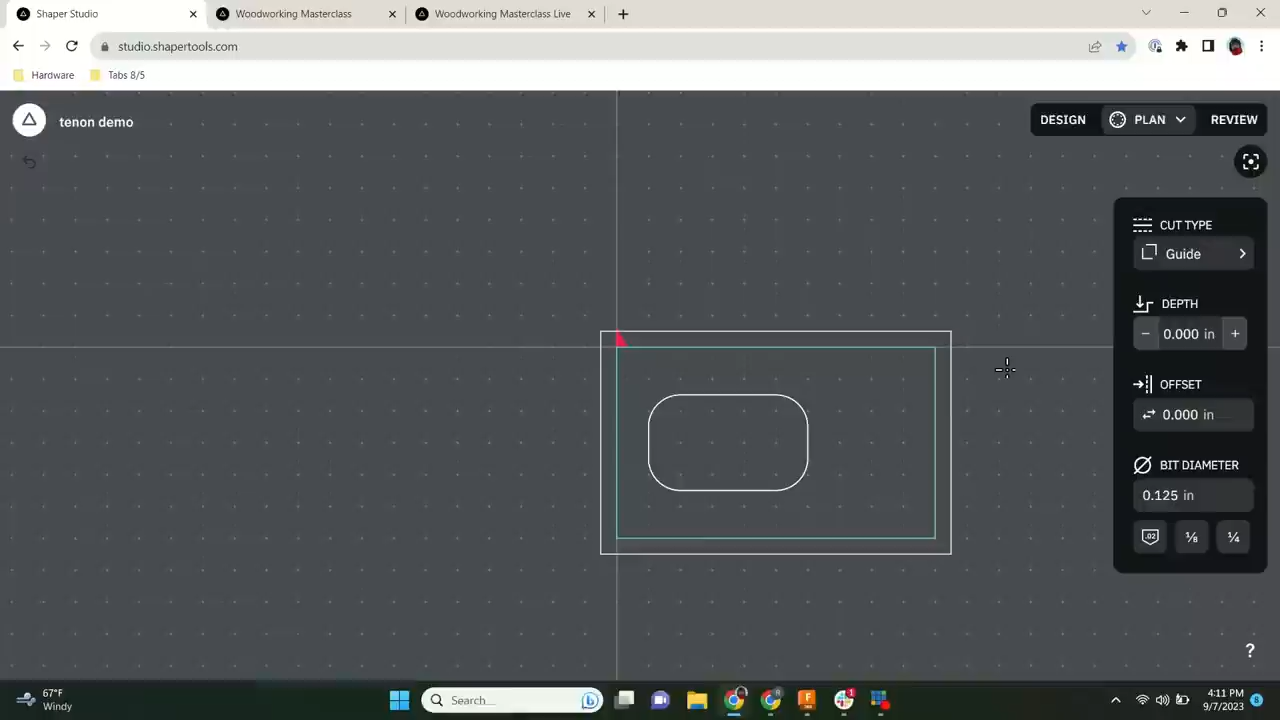 Shaper Studio
Woodworking Masterclass
Woodworking Masterclass Live
studio.shapertools.com
Hardware
Tabs 8/5
tenon demo
DESIGN
PLAN
REVIEW
CUT TYPE
Guide
DEPTH
− 0.000 in +
OFFSET
0.000 in
BIT DIAMETER
0.125 in
.02
⅛
¼
?
67°F
Windy
Search...
4:11 PM
9/7/2023